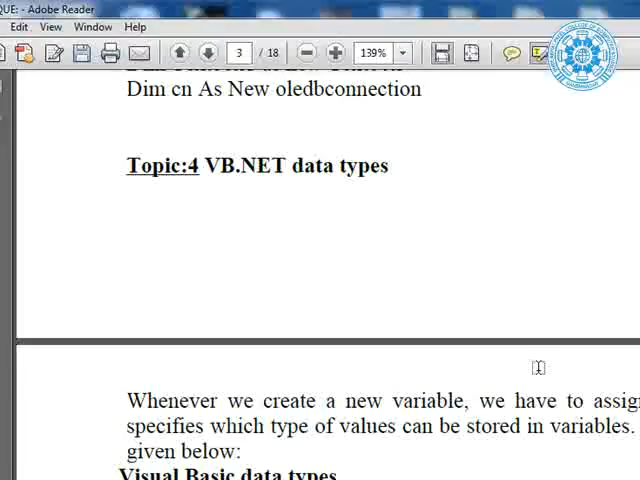 QUE: - Adobe Reader
Edit View Window Help
3 / 18 139%
Dim cn As New oledbconnection
Topic:4 VB.NET data types
Whenever we create a new variable, we have to assig
specifies which type of values can be stored in variables.
given below:
Visual Basic data types